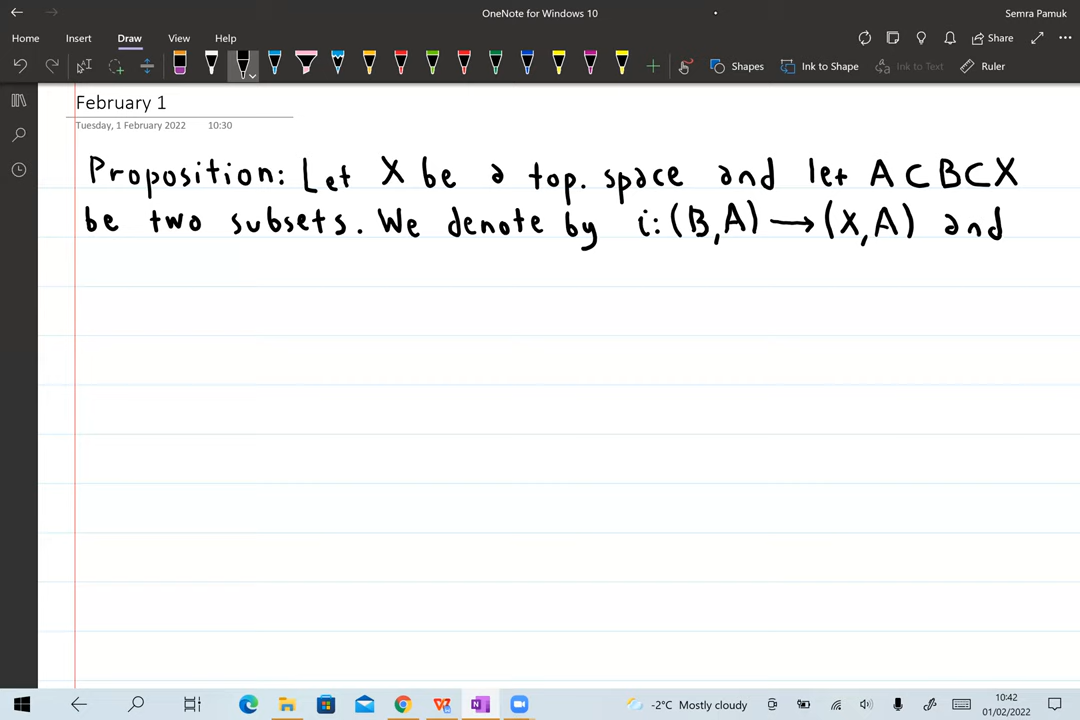 OneNote for Windows 10
Semra Pamuk
Home Insert Draw View Help
Share
Shapes Ink to Shape Ink to Text Ruler
February 1
Tuesday, 1 February 2022 10:30
Proposition: Let X be a top. space and let A ⊂ B ⊂ X
be two subsets. We denote by i: (B,A) → (X,A) and
-2°C Mostly cloudy
10:42
01/02/2022